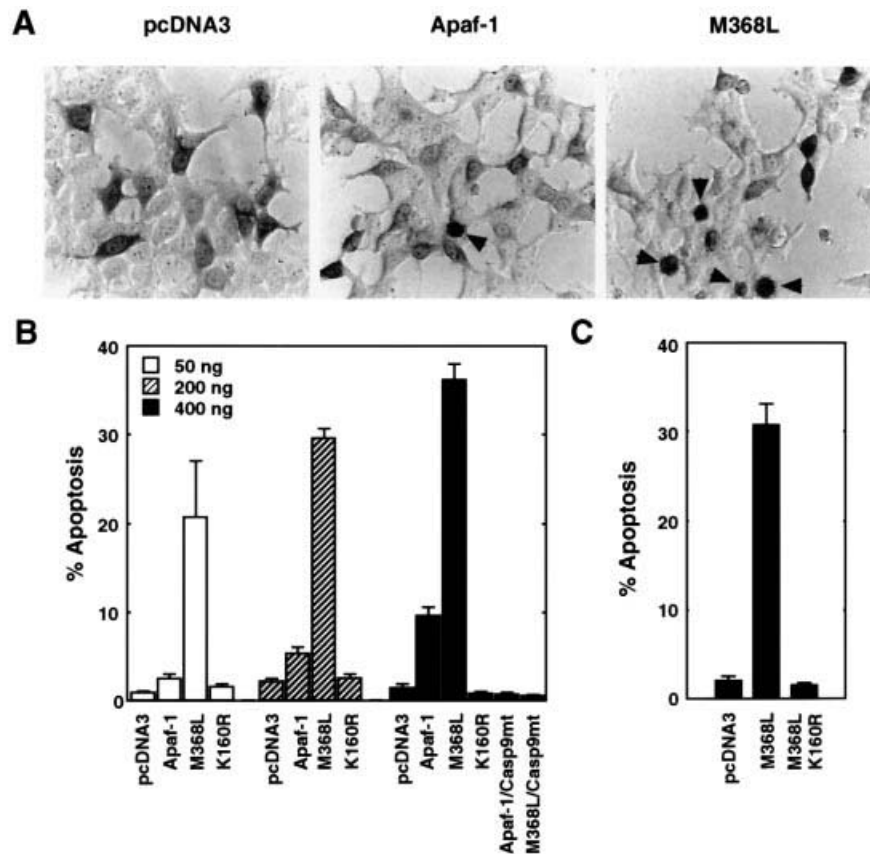 A
pcDNA3 Apaf-1 M368L
B
40
30
20
10
0
% Apoptosis
50 ng
200 ng
400 ng
pcDNA3
Apaf-1
M368L
K160R
pcDNA3
Apaf-1
M368L
K160R
pcDNA3
Apaf-1
M368L
K160R
Apaf-1/Casp9mt
M368L/Casp9mt
C
40
30
20
10
0
% Apoptosis
pcDNA3
M368L
M368L
K160R